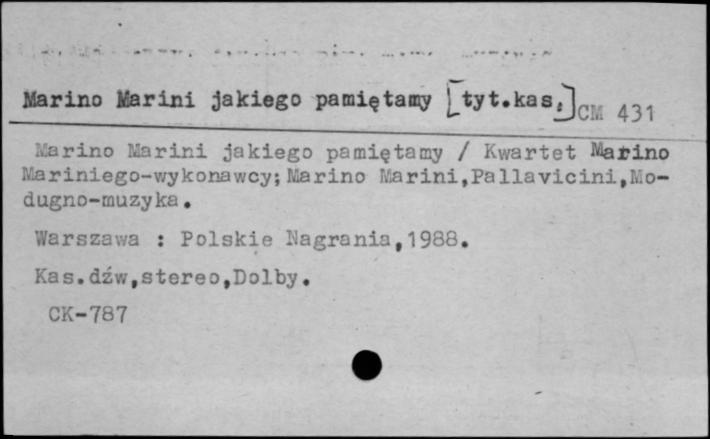 Marino Marini jakiego pamiętamy [tyt.kas.] CM 431
Marino Marini jakiego pamiętamy / Kwartet Marino
Mariniego-wykonawcy; Marino Marini,Pallavicini,Mo-
dugno-muzyka.
Warszawa : Polskie Nagrania,1988.
Kas.dźw,stereo,Dolby.
CK-787